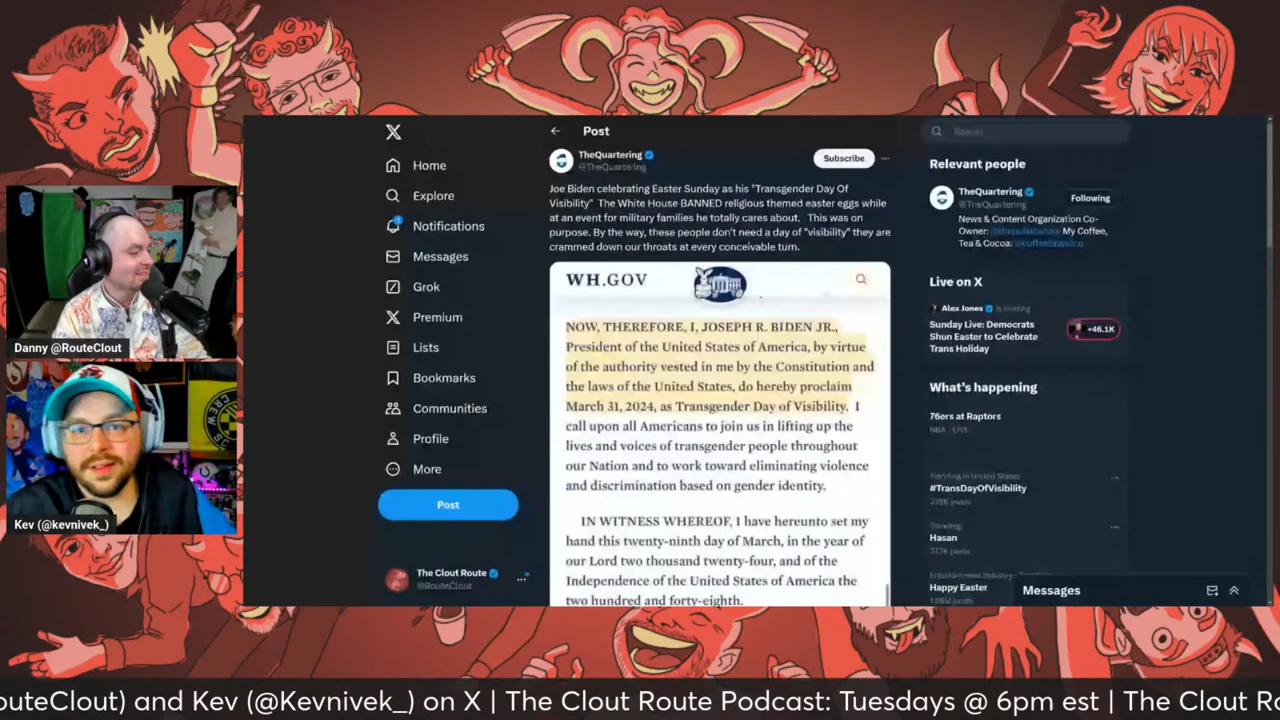 Home
Explore
Notifications
Messages
Grok
Premium
Lists
Bookmarks
Communities
Profile
More
Post
The Clout Route
@RouteClout
Post
TheQuartering
@TheQuartering
Subscribe
Joe Biden celebrating Easter Sunday as his "Transgender Day Of
Visibility" The White House BANNED religious themed easter eggs while
at an event for military families he totally cares about. This was on
purpose. By the way, these people don't need a day of "visibility" they are
crammed down our throats at every conceivable turn.
WH.GOV
NOW, THEREFORE, I, JOSEPH R. BIDEN JR.,
President of the United States of America, by virtue
of the authority vested in me by the Constitution and
the laws of the United States, do hereby proclaim
March 31, 2024, as Transgender Day of Visibility. I
call upon all Americans to join us in lifting up the
lives and voices of transgender people throughout
our Nation and to work toward eliminating violence
and discrimination based on gender identity.
IN WITNESS WHEREOF, I have hereunto set my
hand this twenty-ninth day of March, in the year of
our Lord two thousand twenty-four, and of the
Independence of the United States of America the
two hundred and forty-eighth.
Search
Relevant people
TheQuartering
@TheQuartering
Following
News & Content Organization Co-
Owner: My Coffee,
Tea & Cocoa: @coffeebrandco
Live on X
Alex Jones is hosting
Sunday Live: Democrats
Shun Easter to Celebrate
Trans Holiday
+46.1K
What's happening
76ers at Raptors
NBA · LIVE
Trending in United States
#TransDayOfVisibility
Trending
Hasan
Happy Easter
Messages
Danny @RouteClout
CREW
Kev (@kevnivek_)
outeClout) and Kev (@Kevnivek_) on X | The Clout Route Podcast: Tuesdays @ 6pm est | The Clout Ro